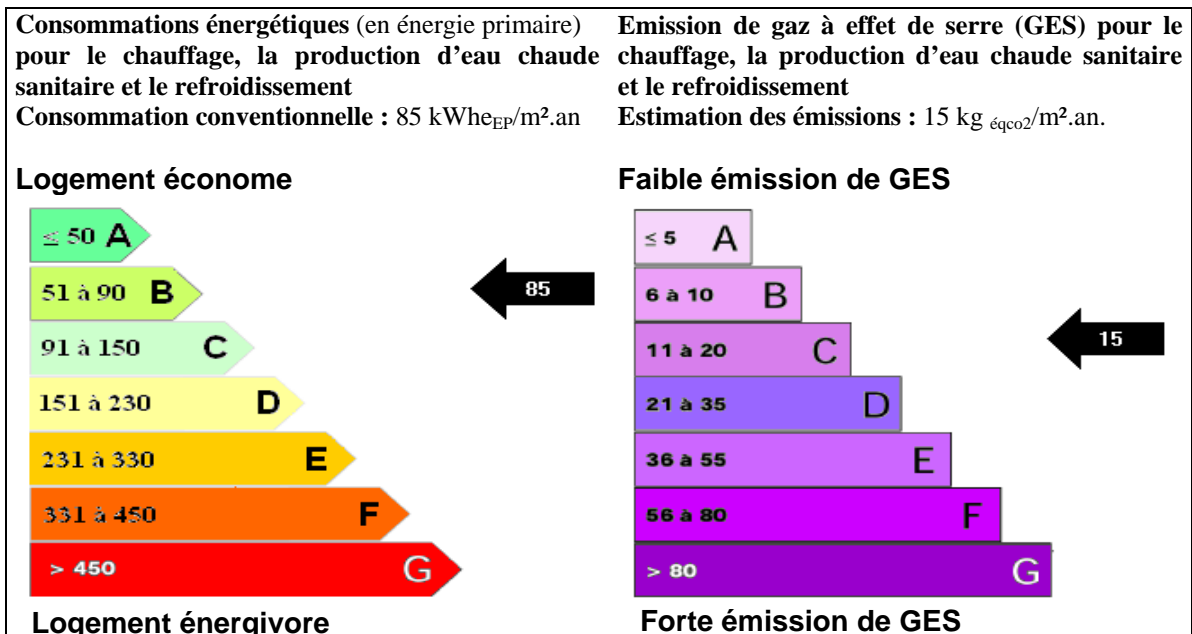 Consommations énergétiques (en énergie primaire)
pour le chauffage, la production d'eau chaude
sanitaire et le refroidissement
Consommation conventionnelle : 85 kWheEP/m².an
Logement économe
≤ 50 A
51 à 90 B
91 à 150 C
151 à 230 D
231 à 330 E
331 à 450 F
> 450 G
85
Logement énergivore
Emission de gaz à effet de serre (GES) pour le
chauffage, la production d'eau chaude sanitaire
et le refroidissement
Estimation des émissions : 15 kg éqco2/m².an.
Faible émission de GES
≤ 5 A
6 à 10 B
11 à 20 C
21 à 35 D
36 à 55 E
56 à 80 F
> 80 G
15
Forte émission de GES